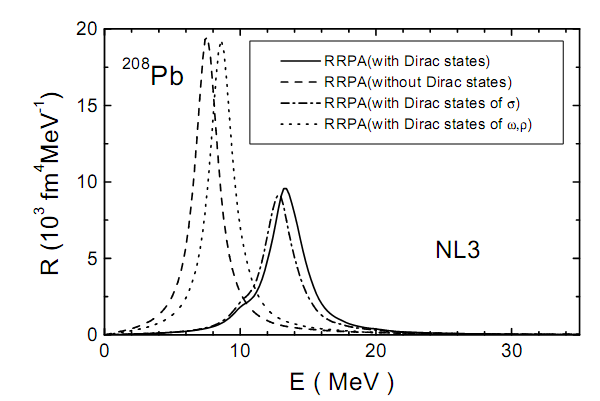 20
15
10
5
0
R (10³ fm⁴MeV⁻¹)
²⁰⁸Pb
RRPA(with Dirac states)
RRPA(without Dirac states)
RRPA(with Dirac states of σ)
RRPA(with Dirac states of ω,ρ)
NL3
0 10 20 30
E ( MeV )